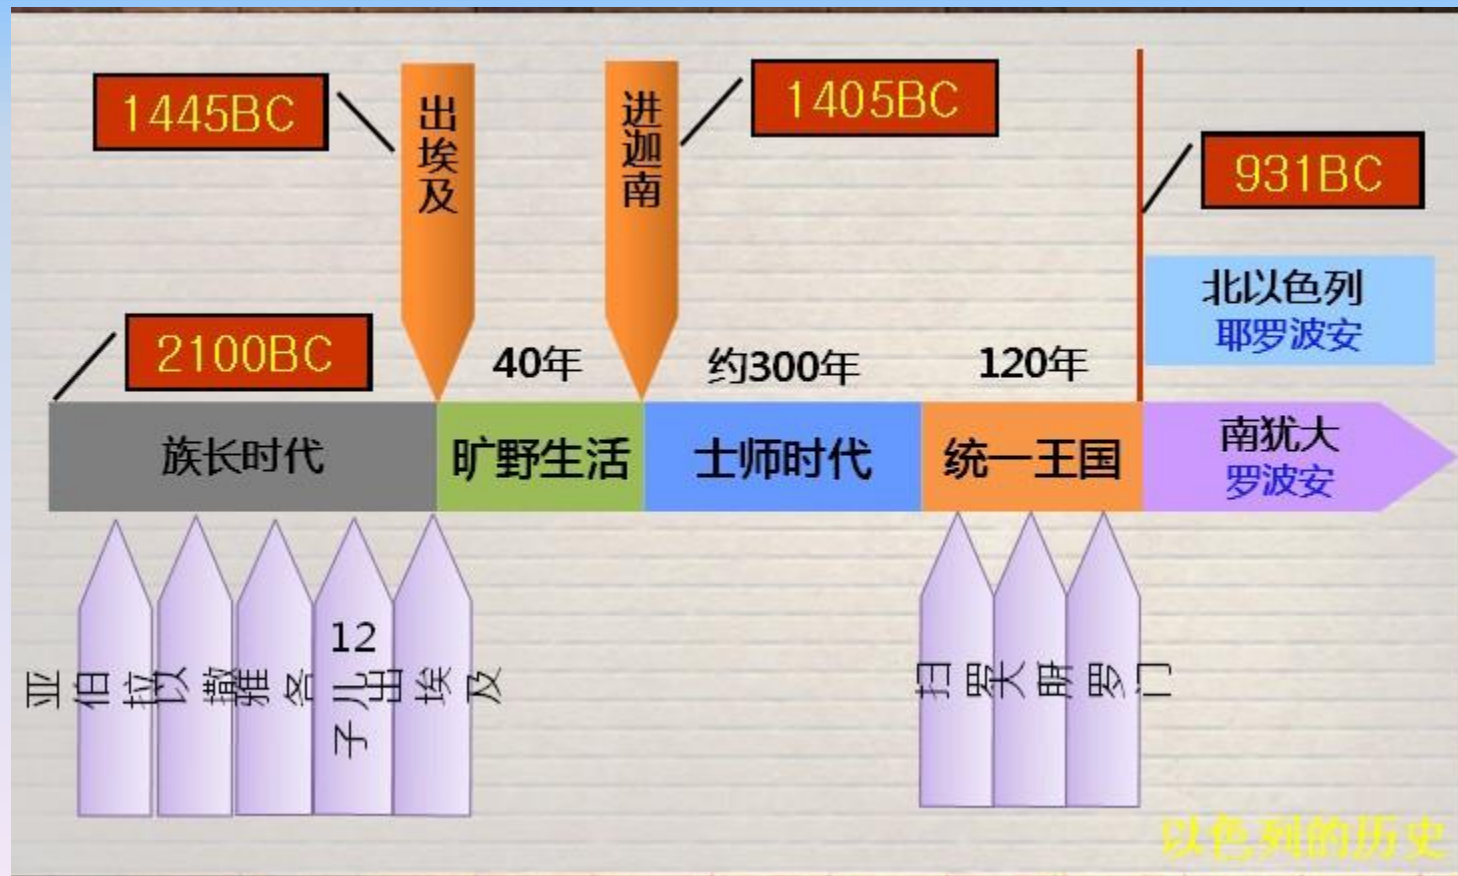 1445BC
出埃及
进迦南
1405BC
931BC
北以色列
耶罗波安
2100BC
40年
约300年
120年
族长时代
旷野生活
士师时代
统一王国
南犹大
罗波安
亚伯拉
以撒
雅各
12
儿
子
出埃及
扫罗
大
罗门
以色列的历史